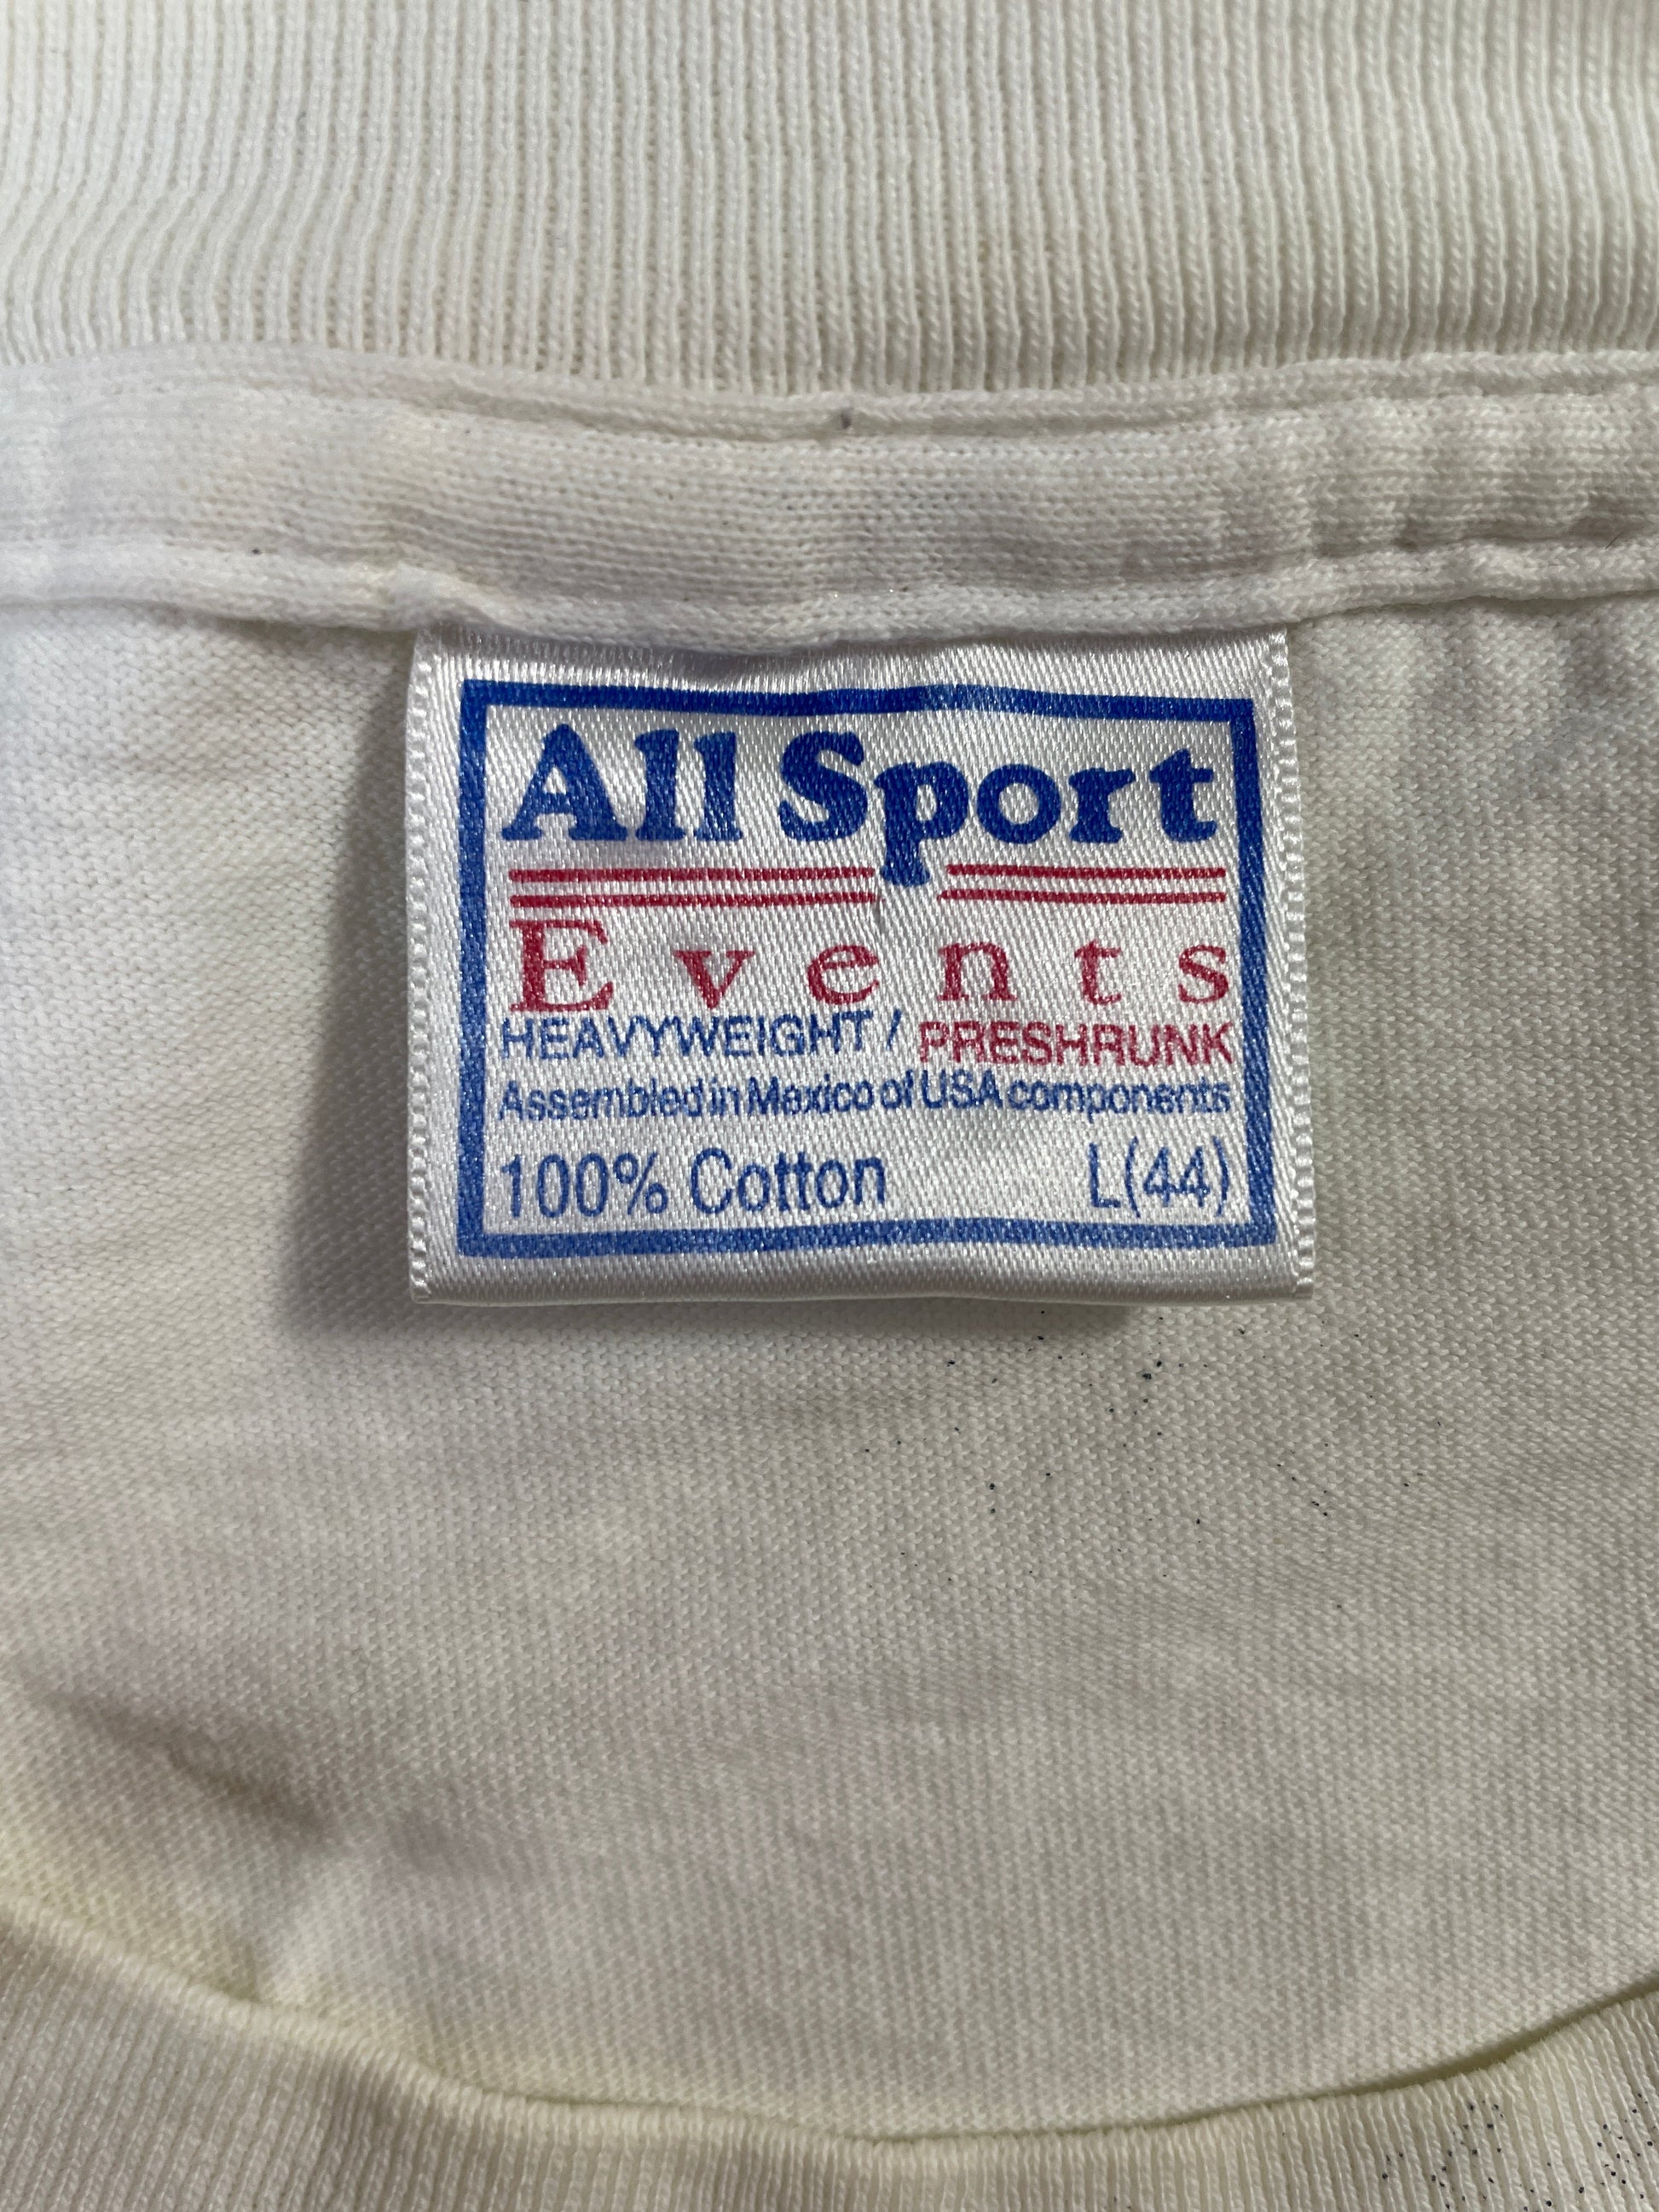 All Sport
Events
HEAVYWEIGHT / PRESHRUNK
Assembled in Mexico of USA components
100% Cotton L(44)